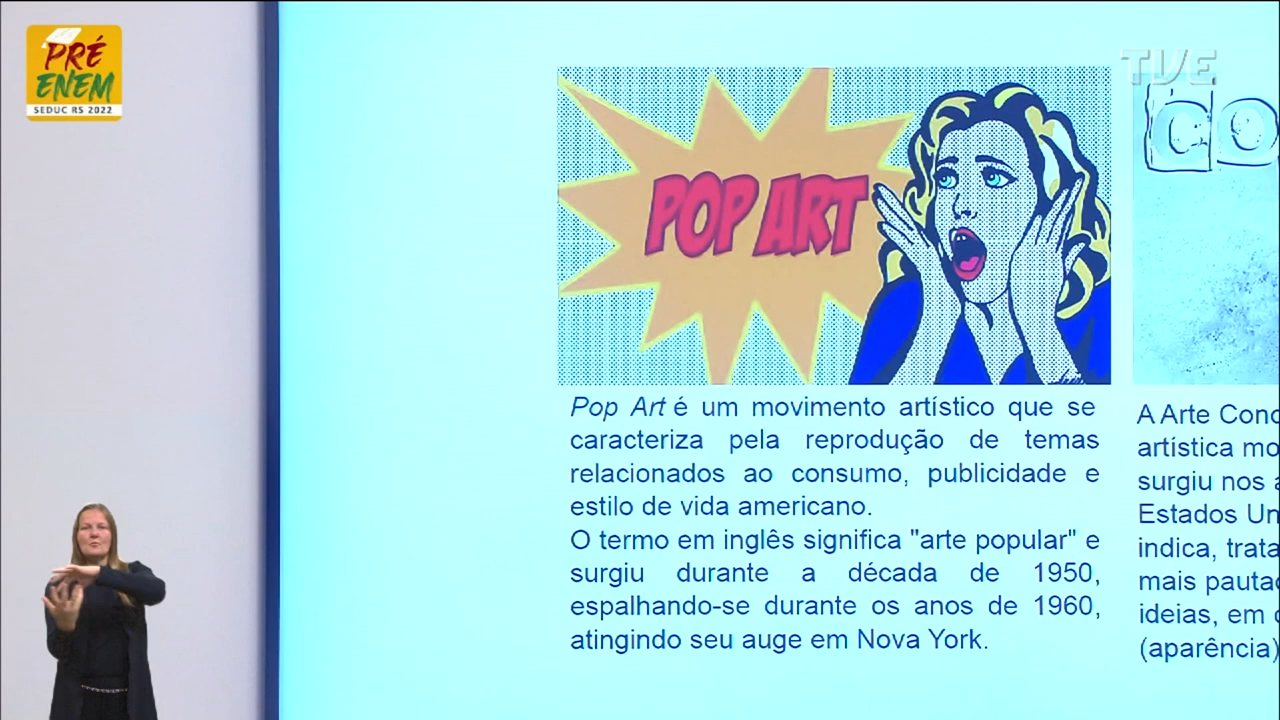 PRÉ
ENEM
SEDUC RS 2022
TVE
POP ART
CO
Pop Art é um movimento artístico que se
caracteriza pela reprodução de temas
relacionados ao consumo, publicidade e
estilo de vida americano.
O termo em inglês significa "arte popular" e
surgiu durante a década de 1950,
espalhando-se durante os anos de 1960,
atingindo seu auge em Nova York.
A Arte Conc
artística mo
surgiu nos a
Estados Un
indica, trata
mais pautad
ideias, em
(aparência)